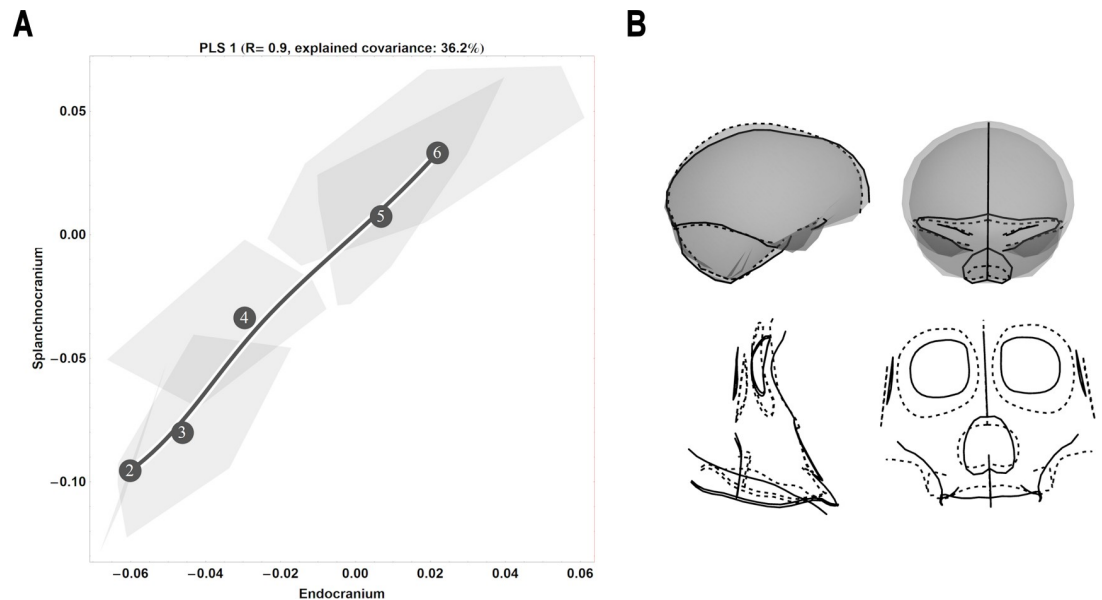 A
B
PLS 1 (R= 0.9, explained covariance: 36.2%)
Splanchnocranium
0.05
0.00
−0.05
−0.10
6
5
4
3
2
−0.06 −0.04 −0.02 0.00 0.02 0.04 0.06
Endocranium